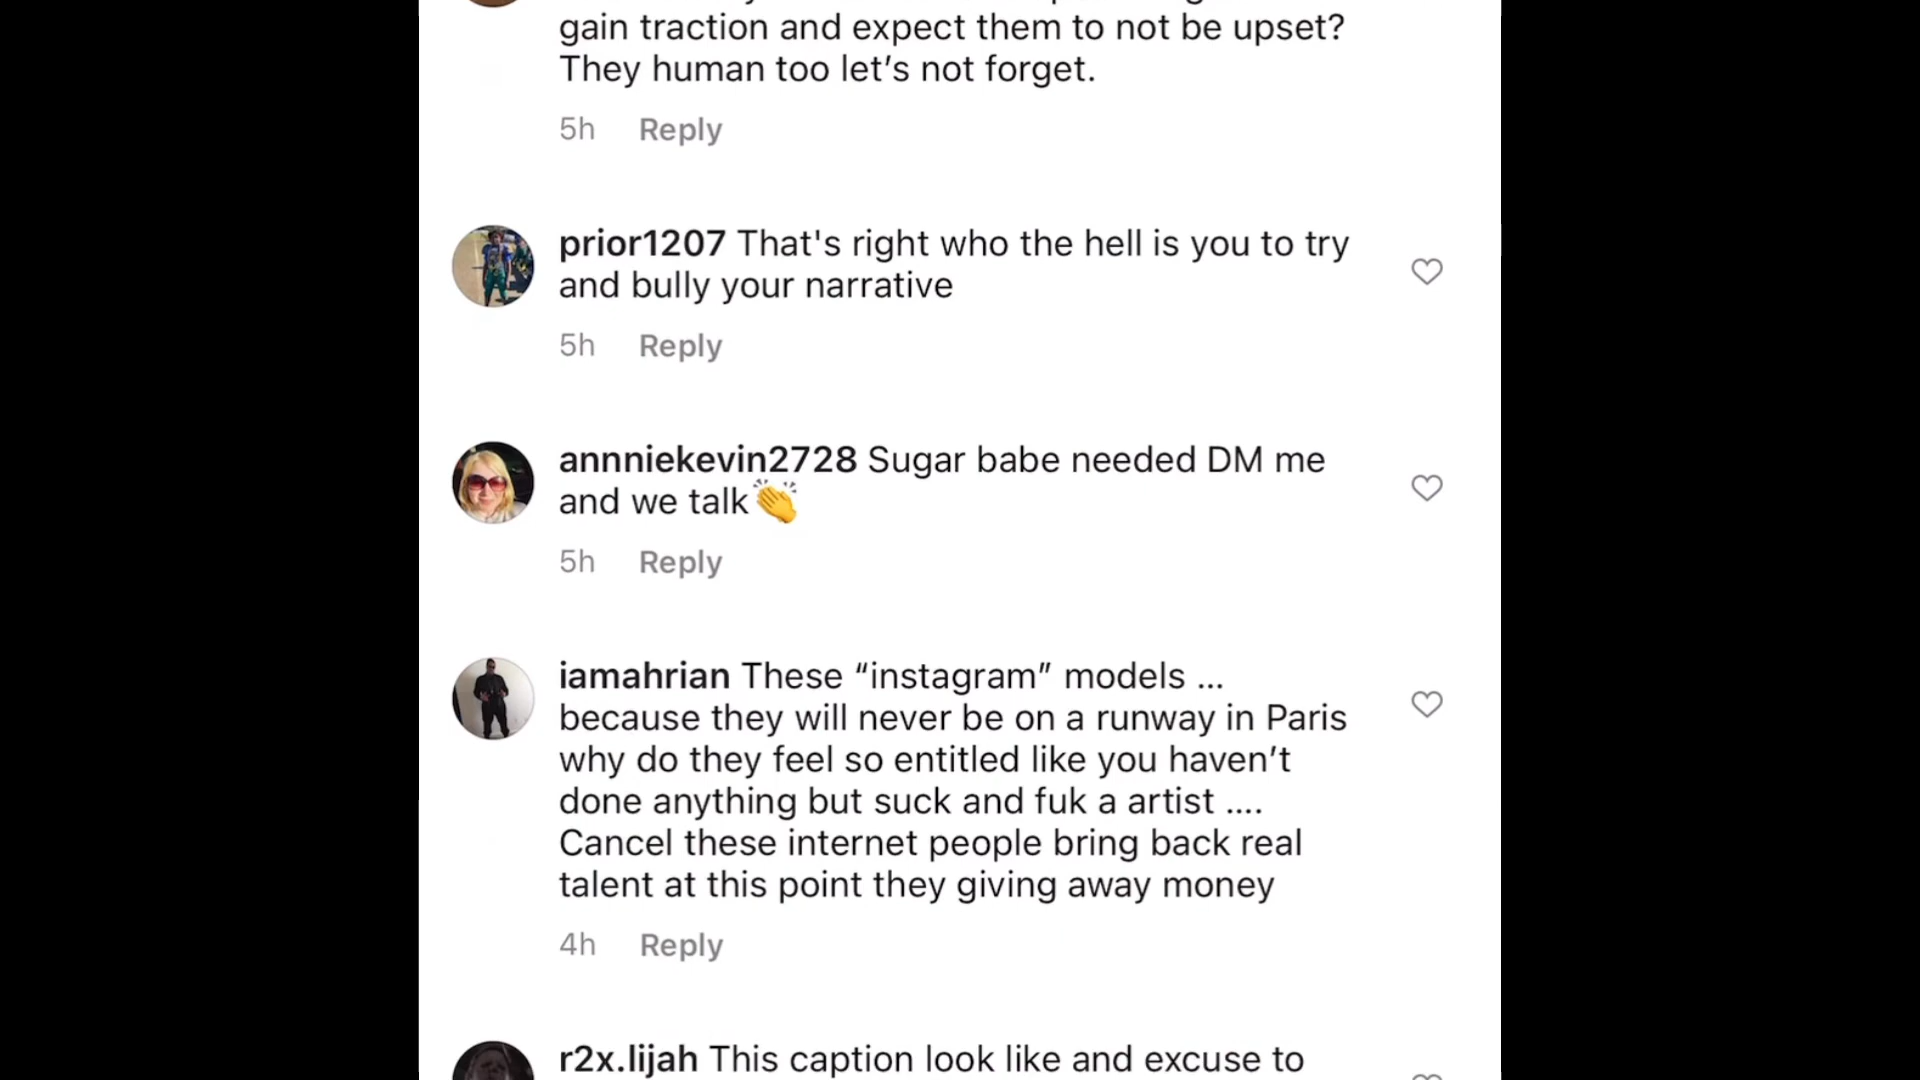 gain traction and expect them to not be upset?
They human too let’s not forget.
5h Reply
prior1207 That's right who the hell is you to try
and bully your narrative
5h Reply
annniekevin2728 Sugar babe needed DM me
and we talk👏
5h Reply
iamahrian These “instagram” models ...
because they will never be on a runway in Paris
why do they feel so entitled like you haven’t
done anything but suck and fuk a artist ....
Cancel these internet people bring back real
talent at this point they giving away money
4h Reply
r2x.lijah This caption look like and excuse to